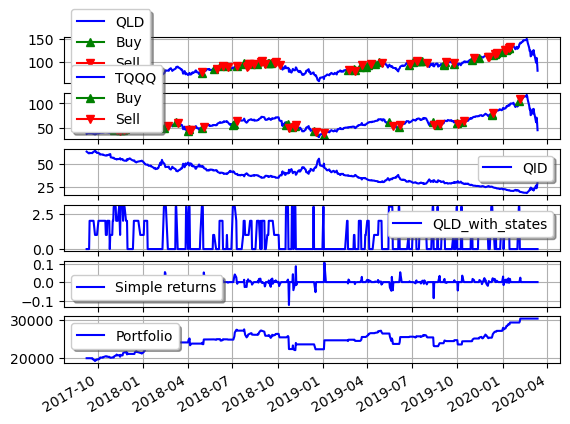 QLD
Buy
Sell
150
100
TQQQ
Buy
Sell
100
50
QID
50
25
QLD_with_states
2.5
0.0
Simple returns
0.1
0.0
−0.1
Portfolio
30000
20000
2017-10
2018-01
2018-04
2018-07
2018-10
2019-01
2019-04
2019-07
2019-10
2020-01
2020-04